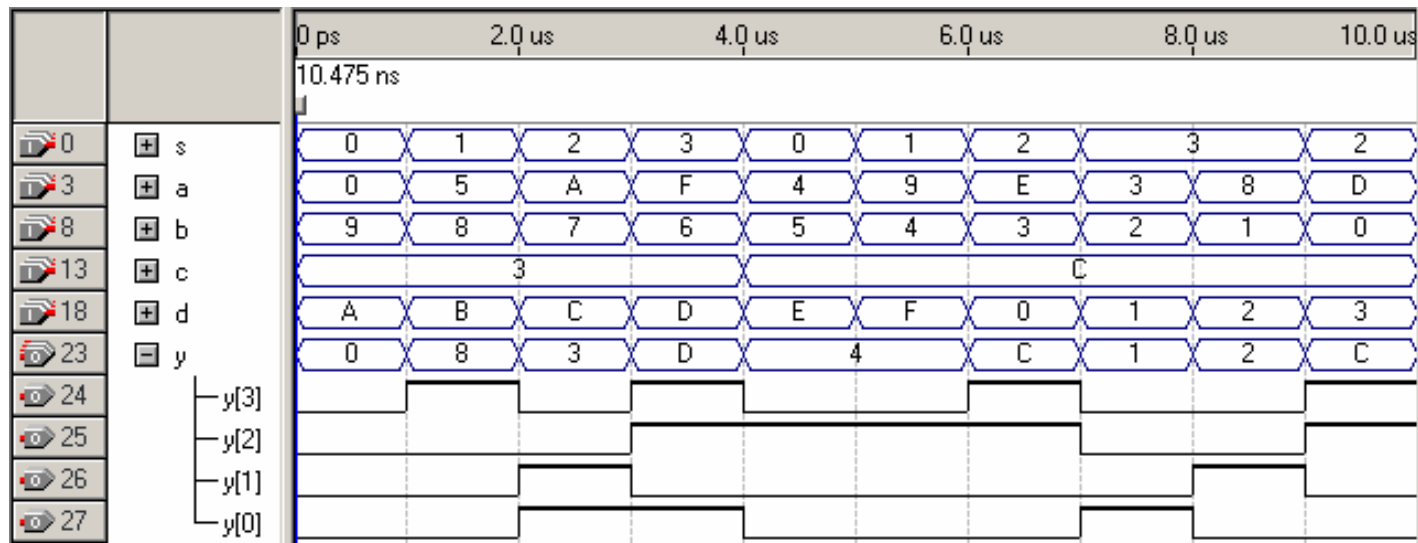 0 ps 2.0 us 4.0 us 6.0 us 8.0 us 10.0 us
10.475 ns
0 s 0 1 2 3 0 1 2 3 2
3 a 0 5 A F 4 9 E 3 8 D
8 b 9 8 7 6 5 4 3 2 1 0
13 c 3 C
18 d A B C D E F 0 1 2 3
23 y 0 8 3 D 4 C 1 2 C
24 y[3]
25 y[2]
26 y[1]
27 y[0]